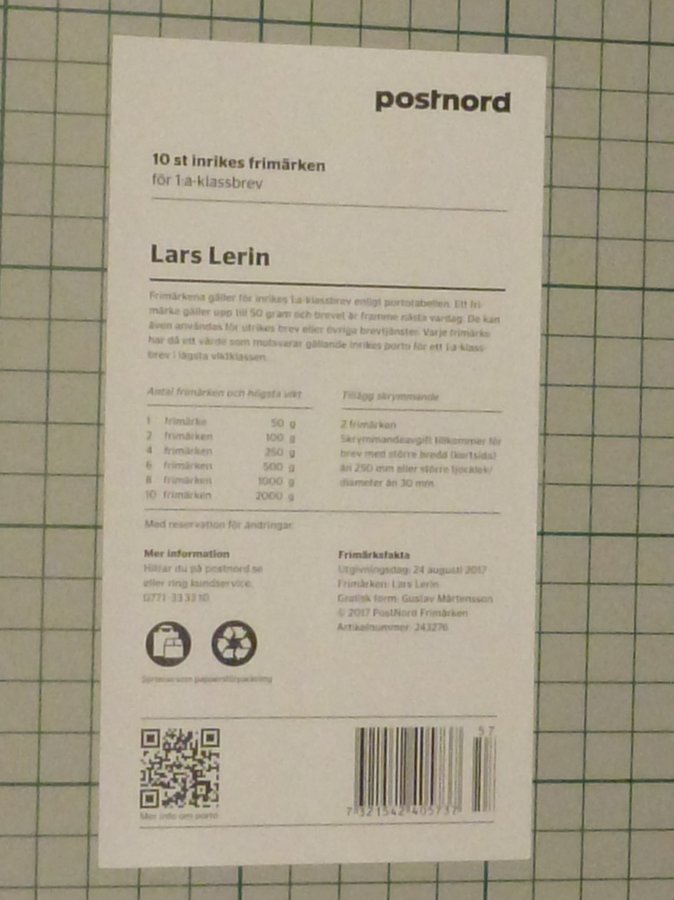 postnord
10 st inrikes frimärken
för 1:a-klassbrev
Lars Lerin
Frimärkena gäller för inrikes 1:a-klassbrev enligt portotabellen. Ett fri-
märke gäller upp till 50 gram och brevet är framme nästa vardag. De kan
även användas för utrikes brev eller övriga brevtjänster. Varje frimärke
har då ett värde som motsvarar gällande inrikes porto för ett 1:a-klass-
brev i lägsta viktklassen.
Antal frimärken och högsta vikt
1 frimärke 50 g
2 frimärken 100 g
4 frimärken 250 g
6 frimärken 500 g
8 frimärken 1000 g
10 frimärken 2000 g
Tillägg skrymmande
2 frimärken
Skrymmandeavgift tillkommer för
brev med större bredd (kortsida)
än 250 mm eller större tjocklek/
diameter än 30 mm.
Med reservation för ändringar.
Mer information
Hittar du på postnord.se
eller ring kundservice,
0771-33 33 10
Frimärksfakta
Utgivningsdag: 24 augusti 2017
Frimärken: Lars Lerin
Grafisk form: Gustav Mårtensson
© 2017 PostNord Frimärken
Artikelnummer: 243276
Sorteras som pappersförpackning
Mer info om porto
57
7 321542 405737